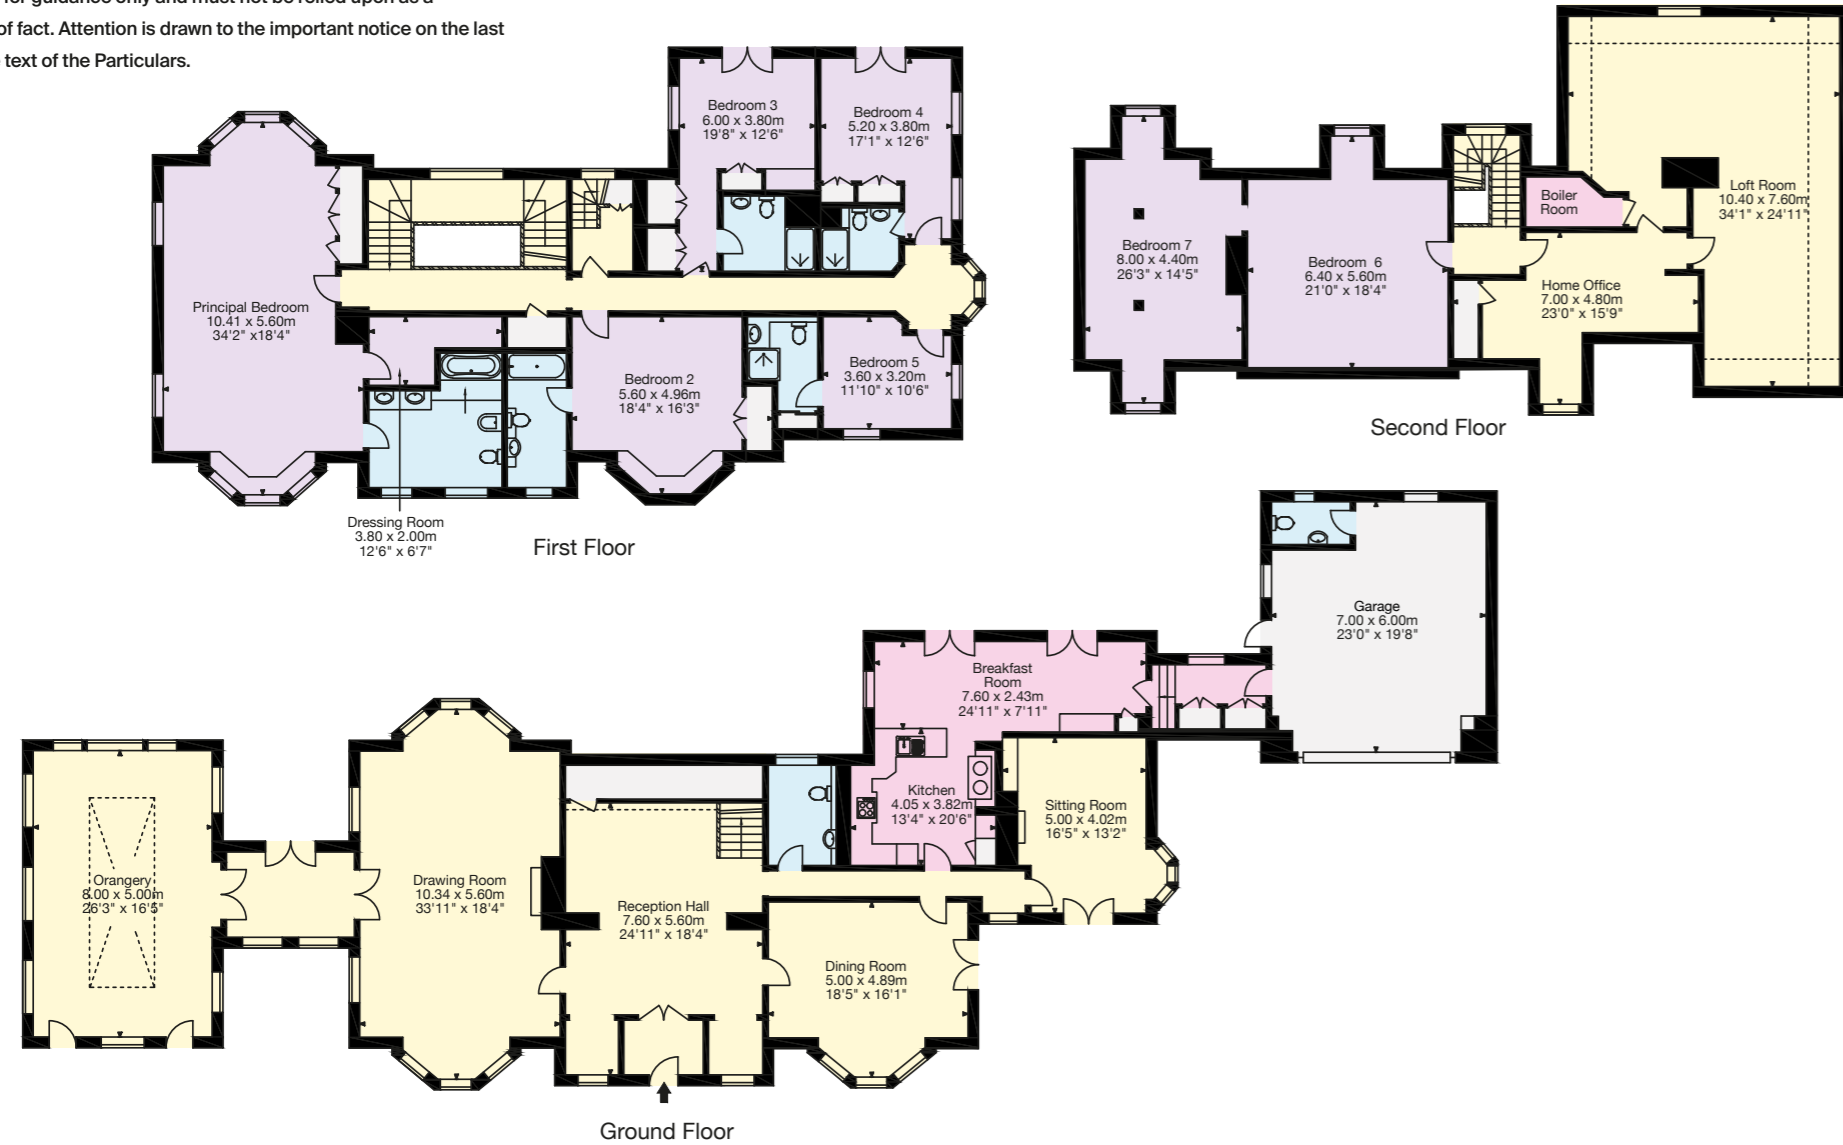 for guidance only and must not be relied upon as a
of fact. Attention is drawn to the important notice on the last
text of the Particulars.
Bedroom 3
6.00 x 3.80m
19'8" x 12'6"
Bedroom 4
5.20 x 3.80m
17'1" x 12'6"
Principal Bedroom
10.41 x 5.60m
34'2" x18'4"
Bedroom 2
5.60 x 4.96m
18'4" x 16'3"
Bedroom 5
3.60 x 3.20m
11'10" x 10'6"
Dressing Room
3.80 x 2.00m
12'6" x 6'7"
First Floor
Bedroom 7
8.00 x 4.40m
26'3" x 14'5"
Bedroom 6
6.40 x 5.60m
21'0" x 18'4"
Boiler
Room
Loft Room
10.40 x 7.60m
34'1" x 24'11"
Home Office
7.00 x 4.80m
23'0" x 15'9"
Second Floor
Garage
7.00 x 6.00m
23'0" x 19'8"
Breakfast
Room
7.60 x 2.43m
24'11" x 7'11"
Kitchen
4.05 x 3.82m
13'4" x 20'6"
Sitting Room
5.00 x 4.02m
16'5" x 13'2"
Orangery
8.00 x 5.00m
26'3" x 16'5"
Drawing Room
10.34 x 5.60m
33'11" x 18'4"
Reception Hall
7.60 x 5.60m
24'11" x 18'4"
Dining Room
5.00 x 4.89m
18'5" x 16'1"
Ground Floor